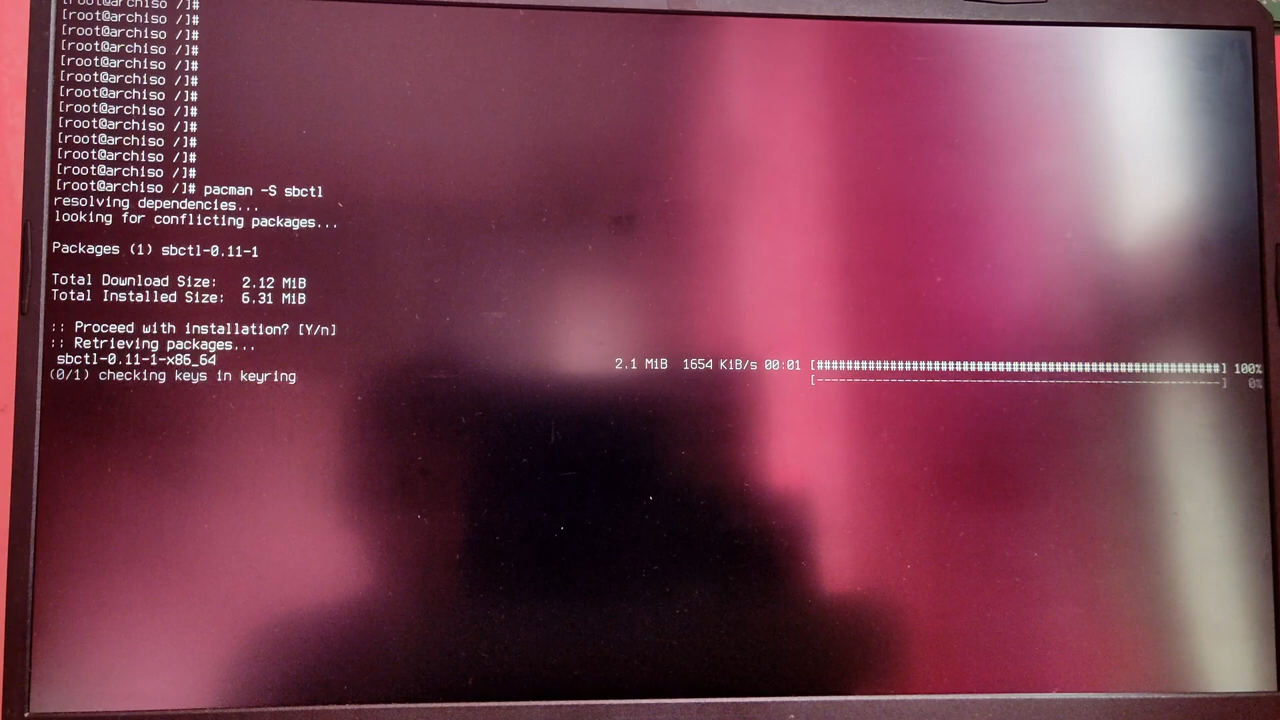 [root@archiso /]#
[root@archiso /]#
[root@archiso /]#
[root@archiso /]#
[root@archiso /]#
[root@archiso /]#
[root@archiso /]#
[root@archiso /]#
[root@archiso /]#
[root@archiso /]#
[root@archiso /]#
[root@archiso /]#
[root@archiso /]# pacman -S sbctl
resolving dependencies...
looking for conflicting packages...
Packages (1) sbctl-0.11-1
Total Download Size: 2.12 MiB
Total Installed Size: 6.31 MiB
:: Proceed with installation? [Y/n]
:: Retrieving packages...
sbctl-0.11-1-x86_64 2.1 MiB 1654 KiB/s 00:01 [######################################################] 100%
(0/1) checking keys in keyring [------------------------------------------------------] 0%